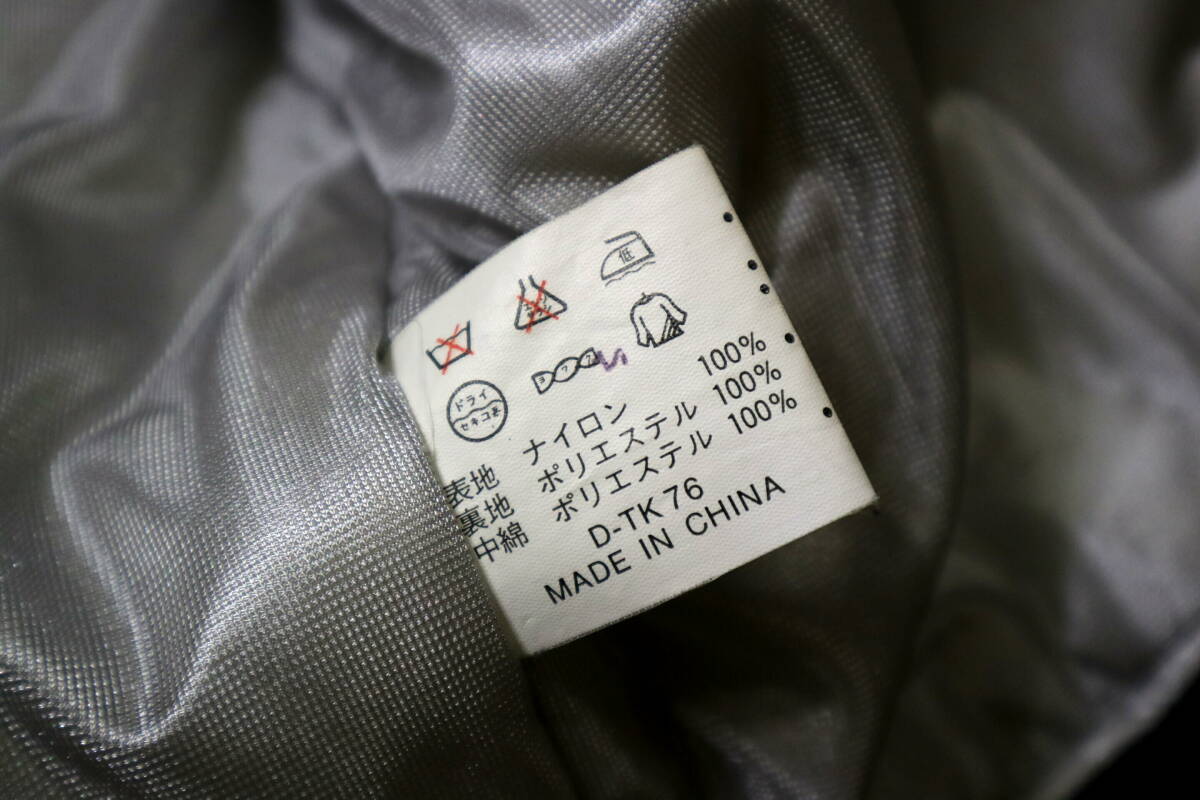 低
ドライ
セキユ系
表地 ナイロン 100%
裏地 ポリエステル 100%
中綿 ポリエステル 100%
D-TK76
MADE IN CHINA